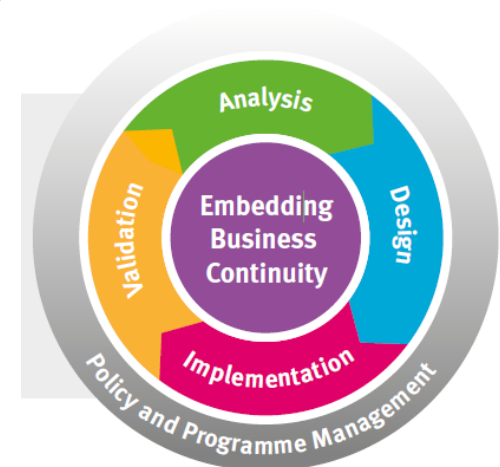 Analysis
Design
Implementation
Validation
Embedding
Business
Continuity
Policy and Programme Management